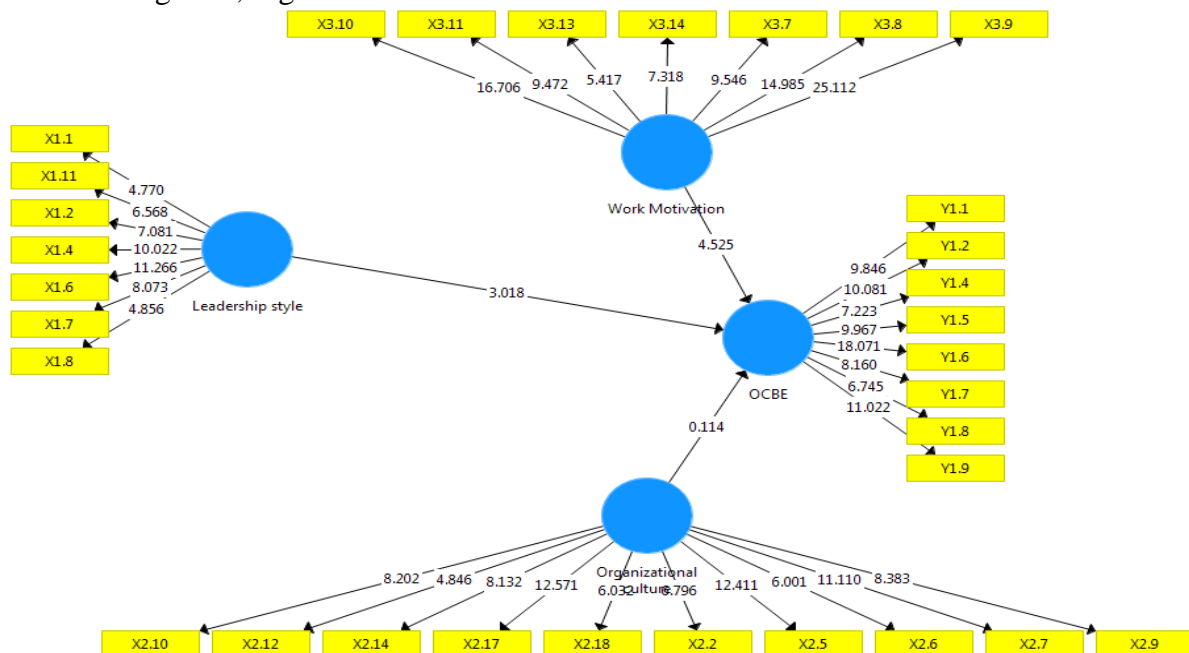 X3.10 X3.11 X3.13 X3.14 X3.7 X3.8 X3.9
16.706 9.472 5.417 7.318 9.546 14.985 25.112
Work Motivation
X1.1
X1.11
X1.2
X1.4
X1.6
X1.7
X1.8
4.770
6.568
7.081
10.022
11.266
8.073
4.856
Leadership style
3.018
4.525
0.114
OCBE
9.846
10.081
7.223
9.967
18.071
8.160
6.745
11.022
Y1.1
Y1.2
Y1.4
Y1.5
Y1.6
Y1.7
Y1.8
Y1.9
Organizational
culture
8.202 4.846 8.132 12.571 6.032 12.411 6.001 11.110 8.383
X2.10 X2.12 X2.14 X2.17 X2.18 X2.2 X2.5 X2.6 X2.7 X2.9